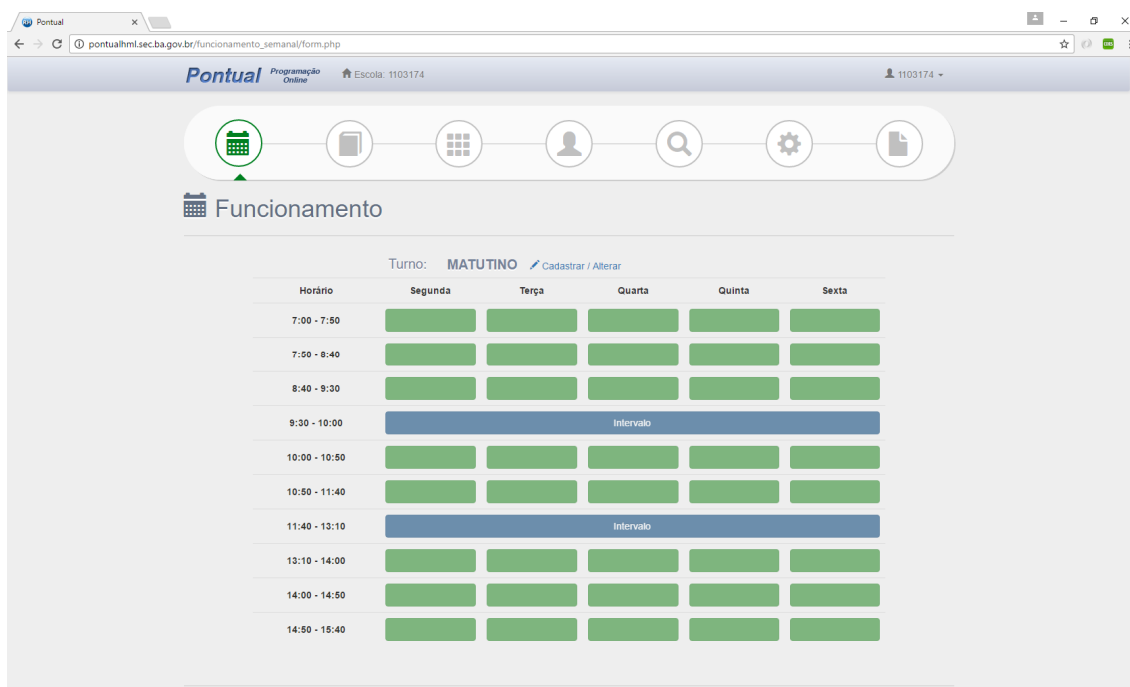 Pontual
pontualhml.sec.ba.gov.br/funcionamento_semanal/form.php
Pontual Programação Online Escola: 1103174 1103174
Funcionamento
Turno: MATUTINO Cadastrar / Alterar
Horário Segunda Terça Quarta Quinta Sexta
7:00 - 7:50
7:50 - 8:40
8:40 - 9:30
9:30 - 10:00 Intervalo
10:00 - 10:50
10:50 - 11:40
11:40 - 13:10 Intervalo
13:10 - 14:00
14:00 - 14:50
14:50 - 15:40